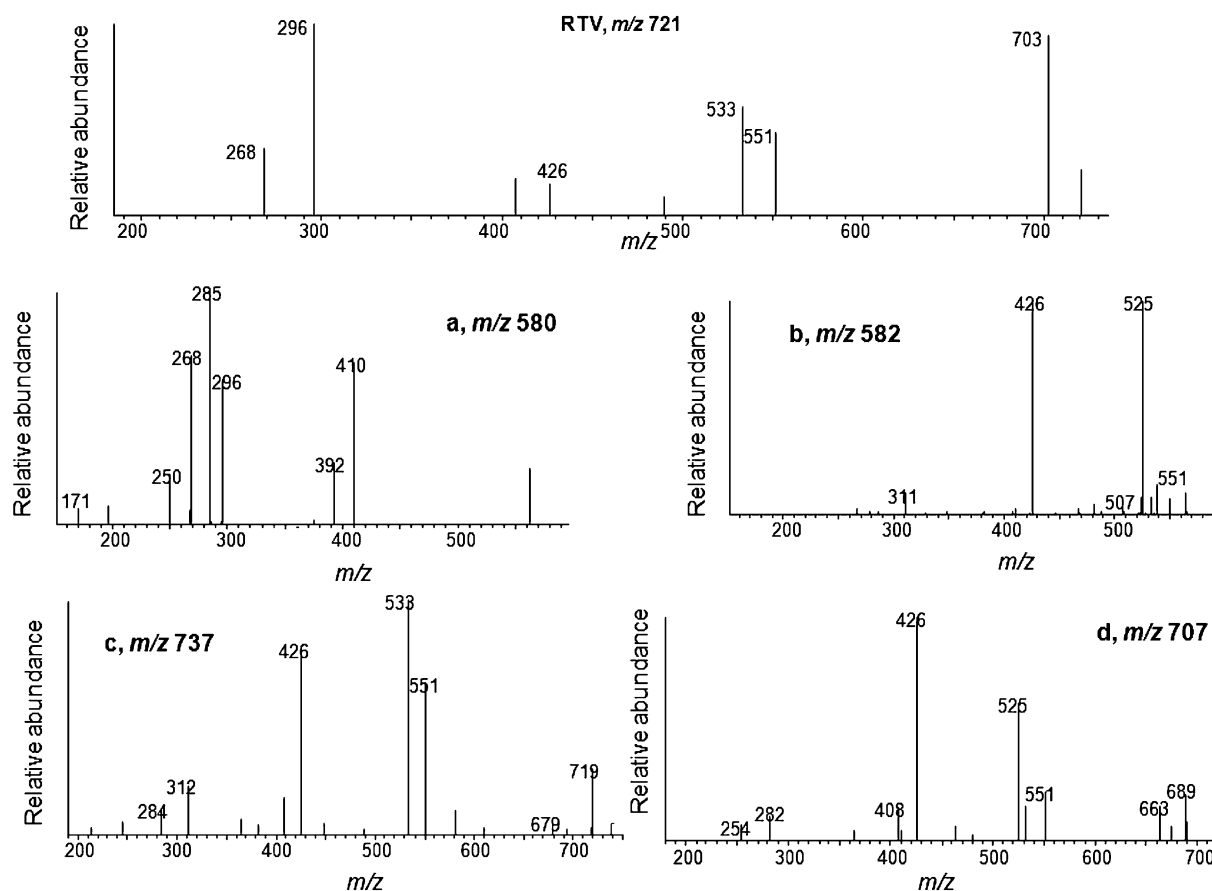 RTV, m/z 721
Relative abundance
296
703
533
551
268
426
200 300 400 500 600 700
m/z
a, m/z 580
Relative abundance
285
268
296
410
392
250
171
200 300 400 500
m/z
b, m/z 582
Relative abundance
426
525
311
507
551
200 300 400 500
m/z
c, m/z 737
Relative abundance
533
426
551
312
284
719
679
200 300 400 500 600 700
m/z
d, m/z 707
Relative abundance
426
525
408
551
282
254
663
689
200 300 400 500 600 700
m/z